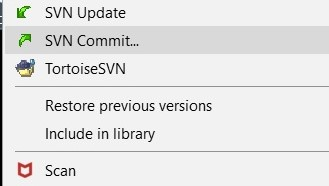 SVN Update
SVN Commit...
TortoiseSVN
Restore previous versions
Include in library
Scan